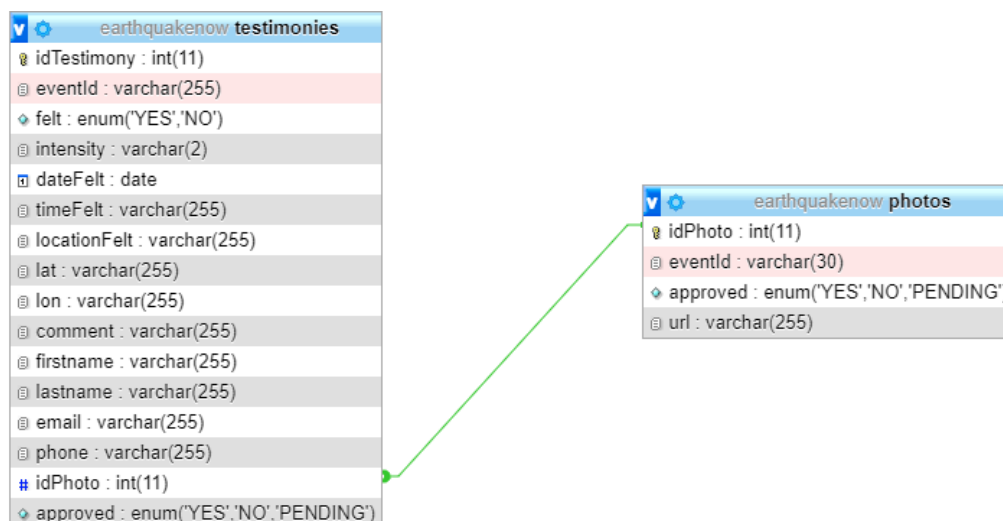 v earthquakenow testimonies
idTestimony : int(11)
eventId : varchar(255)
felt : enum('YES','NO')
intensity : varchar(2)
dateFelt : date
timeFelt : varchar(255)
locationFelt : varchar(255)
lat : varchar(255)
lon : varchar(255)
comment : varchar(255)
firstname : varchar(255)
lastname : varchar(255)
email : varchar(255)
phone : varchar(255)
# idPhoto : int(11)
approved : enum('YES','NO','PENDING')
v earthquakenow photos
idPhoto : int(11)
eventId : varchar(30)
approved : enum('YES','NO','PENDING'
url : varchar(255)